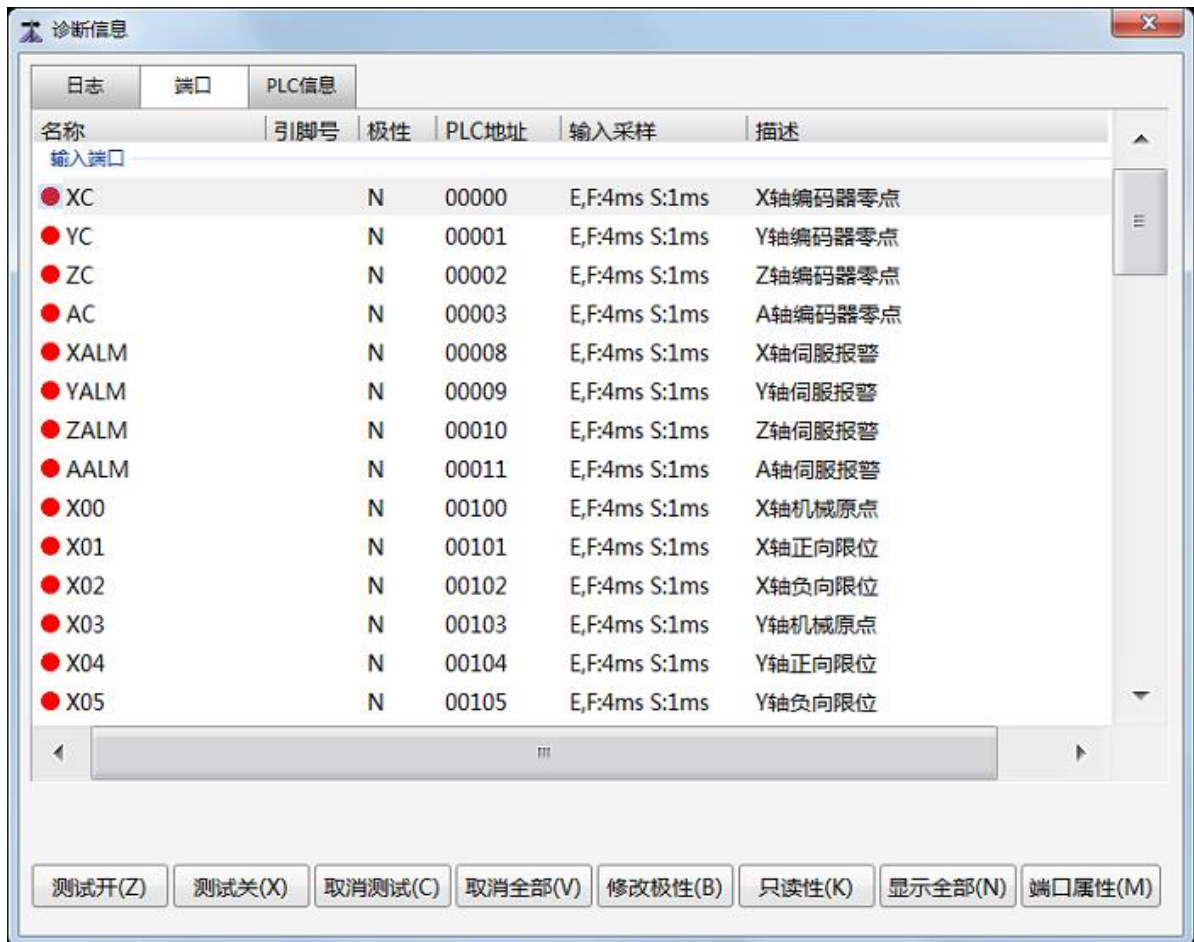 诊断信息
日志 端口 PLC信息
名称 引脚号 极性 PLC地址 输入采样 描述
输入端口
XC N 00000 E,F:4ms S:1ms X轴编码器零点
YC N 00001 E,F:4ms S:1ms Y轴编码器零点
ZC N 00002 E,F:4ms S:1ms Z轴编码器零点
AC N 00003 E,F:4ms S:1ms A轴编码器零点
XALM N 00008 E,F:4ms S:1ms X轴伺服报警
YALM N 00009 E,F:4ms S:1ms Y轴伺服报警
ZALM N 00010 E,F:4ms S:1ms Z轴伺服报警
AALM N 00011 E,F:4ms S:1ms A轴伺服报警
X00 N 00100 E,F:4ms S:1ms X轴机械原点
X01 N 00101 E,F:4ms S:1ms X轴正向限位
X02 N 00102 E,F:4ms S:1ms X轴负向限位
X03 N 00103 E,F:4ms S:1ms Y轴机械原点
X04 N 00104 E,F:4ms S:1ms Y轴正向限位
X05 N 00105 E,F:4ms S:1ms Y轴负向限位
测试开(Z) 测试关(X) 取消测试(C) 取消全部(V) 修改极性(B) 只读性(K) 显示全部(N) 端口属性(M)